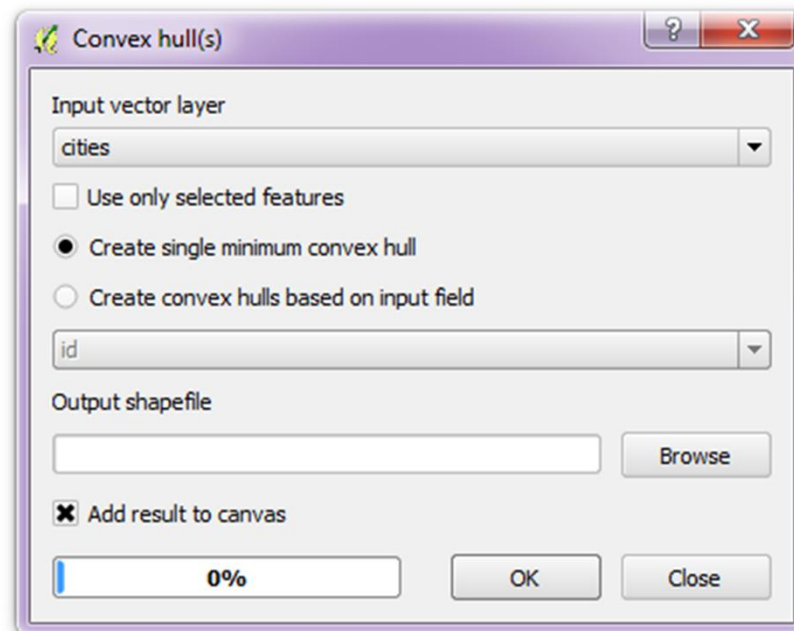 Convex hull(s)
Input vector layer
cities
Use only selected features
Create single minimum convex hull
Create convex hulls based on input field
id
Output shapefile
Browse
Add result to canvas
0%
OK
Close